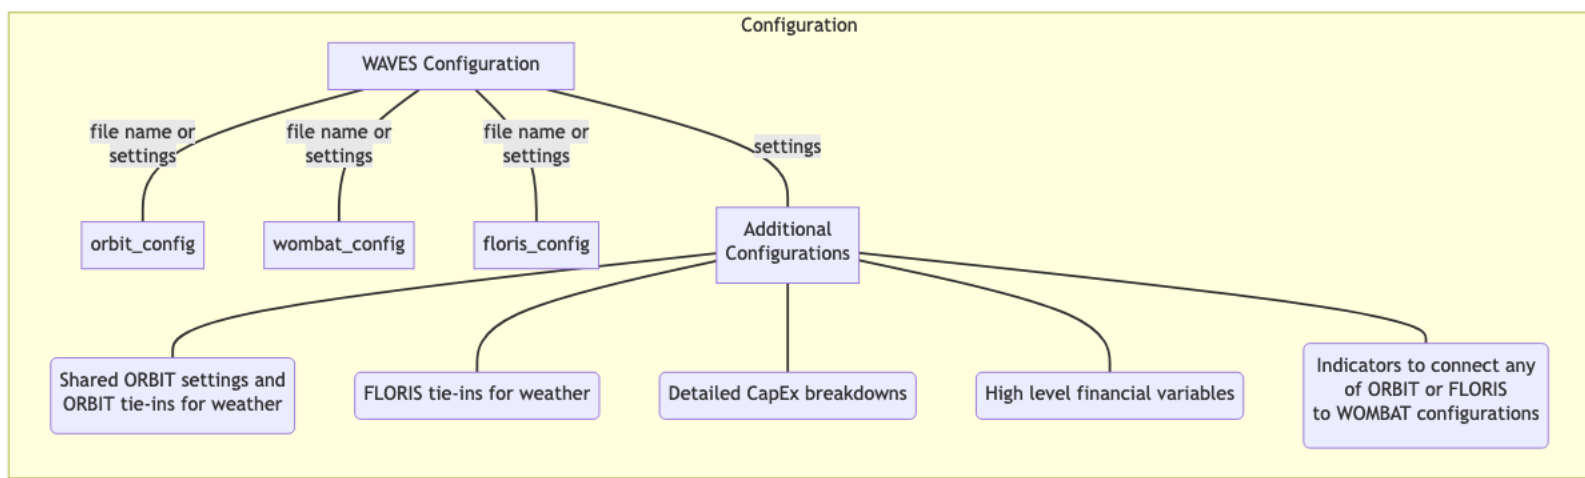 Configuration
WAVES Configuration
file name or
settings
file name or
settings
file name or
settings
settings
orbit_config
wombat_config
floris_config
Additional
Configurations
Shared ORBIT settings and
ORBIT tie-ins for weather
FLORIS tie-ins for weather
Detailed CapEx breakdowns
High level financial variables
Indicators to connect any
of ORBIT or FLORIS
to WOMBAT configurations